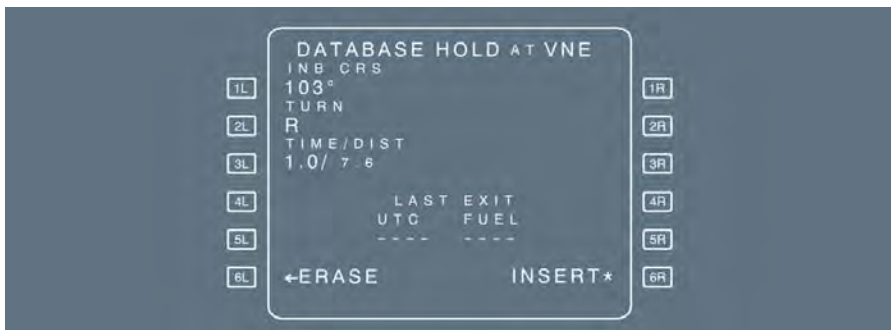 DATABASE HOLD AT VNE
INB CRS
1L 103° 1R
TURN
2L R 2R
TIME/DIST
3L 1.0/ 7.6 3R
4L LAST EXIT 4R
UTC FUEL
5L ---- ---- 5R
6L ←ERASE INSERT* 6R